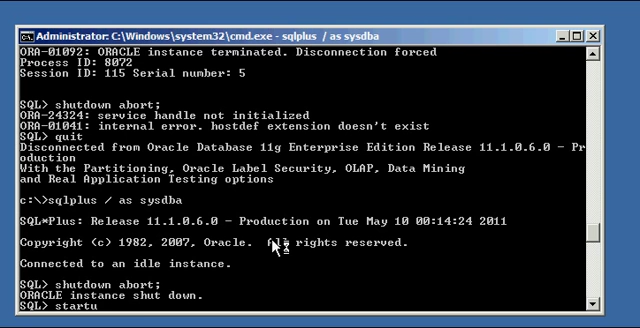 Administrator: C:\Windows\system32\cmd.exe - sqlplus / as sysdba
ORA-01092: ORACLE instance terminated. Disconnection forced
Process ID: 8072
Session ID: 115 Serial number: 5
SQL> shutdown abort;
ORA-24324: service handle not initialized
ORA-01041: internal error. hostdef extension doesn't exist
SQL> quit
Disconnected from Oracle Database 11g Enterprise Edition Release 11.1.0.6.0 - Pr
oduction
With the Partitioning, Oracle Label Security, OLAP, Data Mining
and Real Application Testing options
c:\>sqlplus / as sysdba
SQL*Plus: Release 11.1.0.6.0 - Production on Tue May 10 00:14:24 2011
Copyright (c) 1982, 2007, Oracle.  All rights reserved.
Connected to an idle instance.
SQL> shutdown abort;
ORACLE instance shut down.
SQL> startu